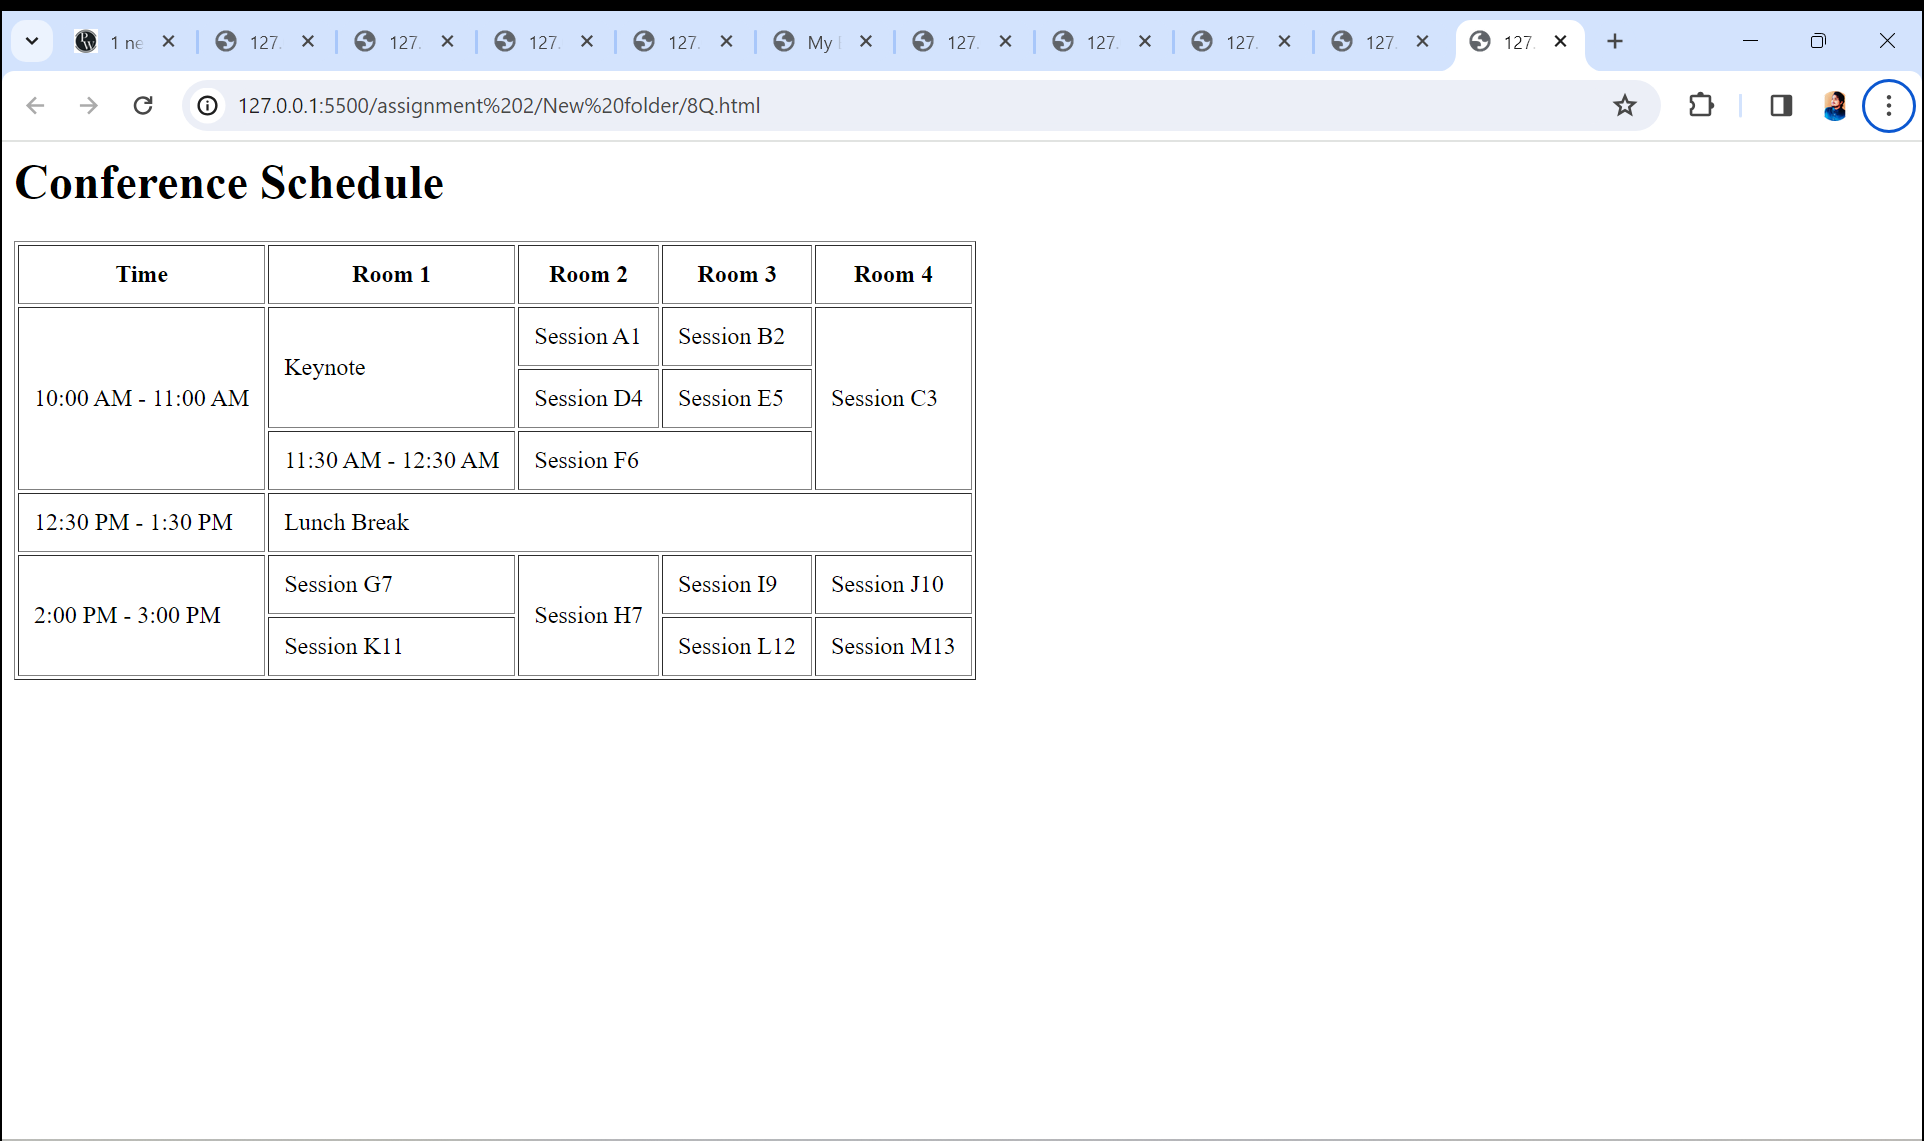 1 ne 127. 127. 127. 127. My 127. 127. 127. 127. 127.
127.0.0.1:5500/assignment%202/New%20folder/8Q.html
Conference Schedule
Time Room 1 Room 2 Room 3 Room 4
10:00 AM - 11:00 AM Keynote Session A1 Session B2 Session C3
Session D4 Session E5
11:30 AM - 12:30 AM Session F6
12:30 PM - 1:30 PM Lunch Break
2:00 PM - 3:00 PM Session G7 Session H7 Session I9 Session J10
Session K11 Session L12 Session M13